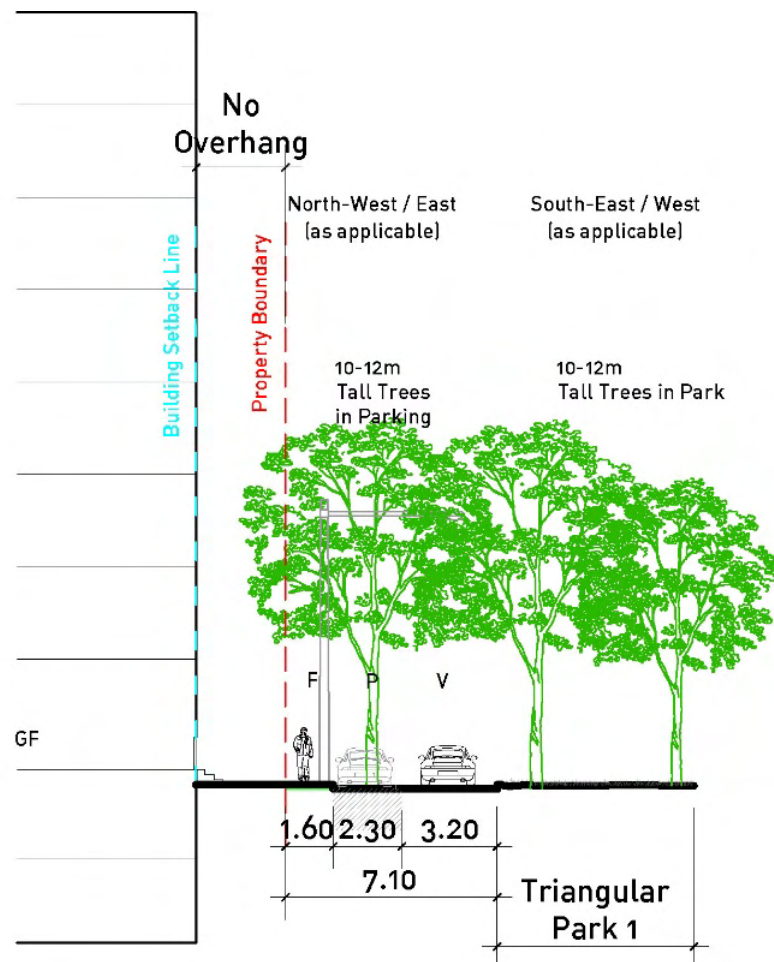 No
Overhang
North-West / East
(as applicable)
South-East / West
(as applicable)
Building Setback Line
Property Boundary
10-12m
Tall Trees
in Parking
10-12m
Tall Trees in Park
F
P
V
GF
1.60
2.30
3.20
7.10
Triangular
Park 1